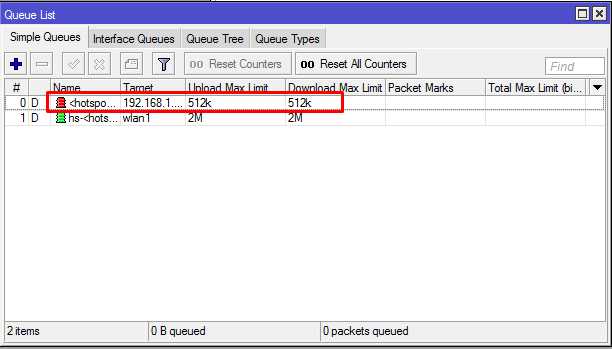 Queue List
Simple Queues Interface Queues Queue Tree Queue Types
00 Reset Counters 00 Reset All Counters Find
# Name Target Upload Max Limit Download Max Limit Packet Marks Total Max Limit (bi...
0 D <hotspo... 192.168.1.... 512k 512k
1 D hs-<hots... wlan1 2M 2M
2 items 0 B queued 0 packets queued